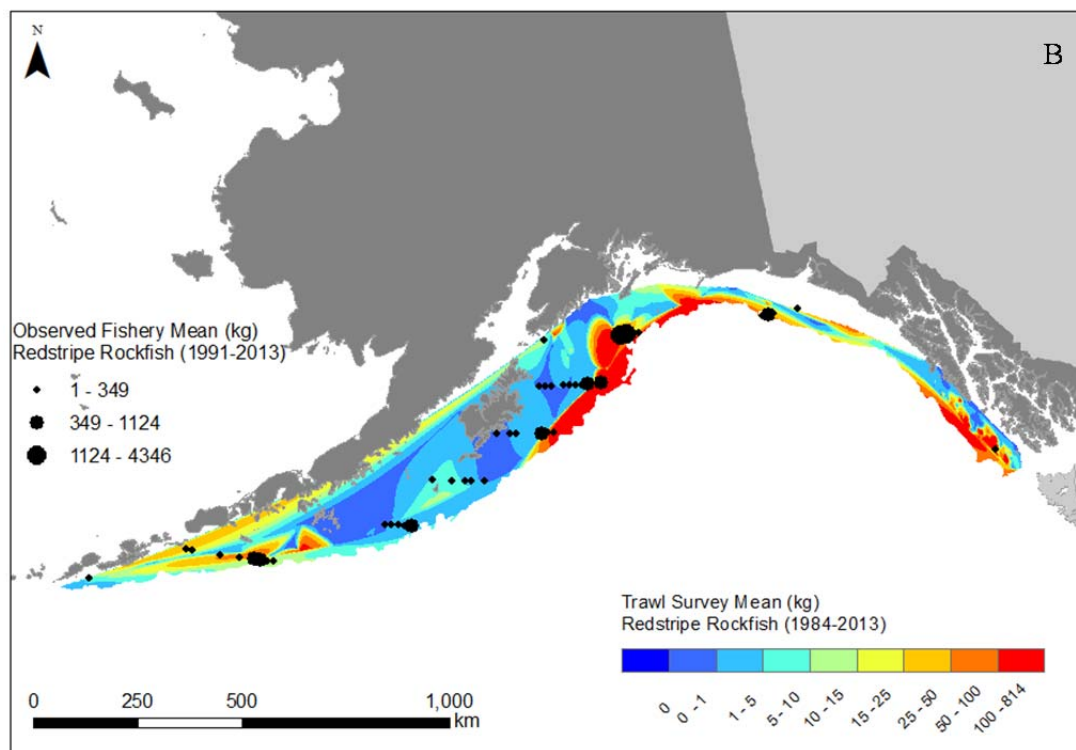 N
B
Observed Fishery Mean (kg)
Redstripe Rockfish (1991-2013)
1 - 349
349 - 1124
1124 - 4346
Trawl Survey Mean (kg)
Redstripe Rockfish (1984-2013)
0
0 - 1
1 - 5
5 - 10
10 - 15
15 - 25
25 - 50
50 - 100
100 - 814
0 250 500 1,000
km